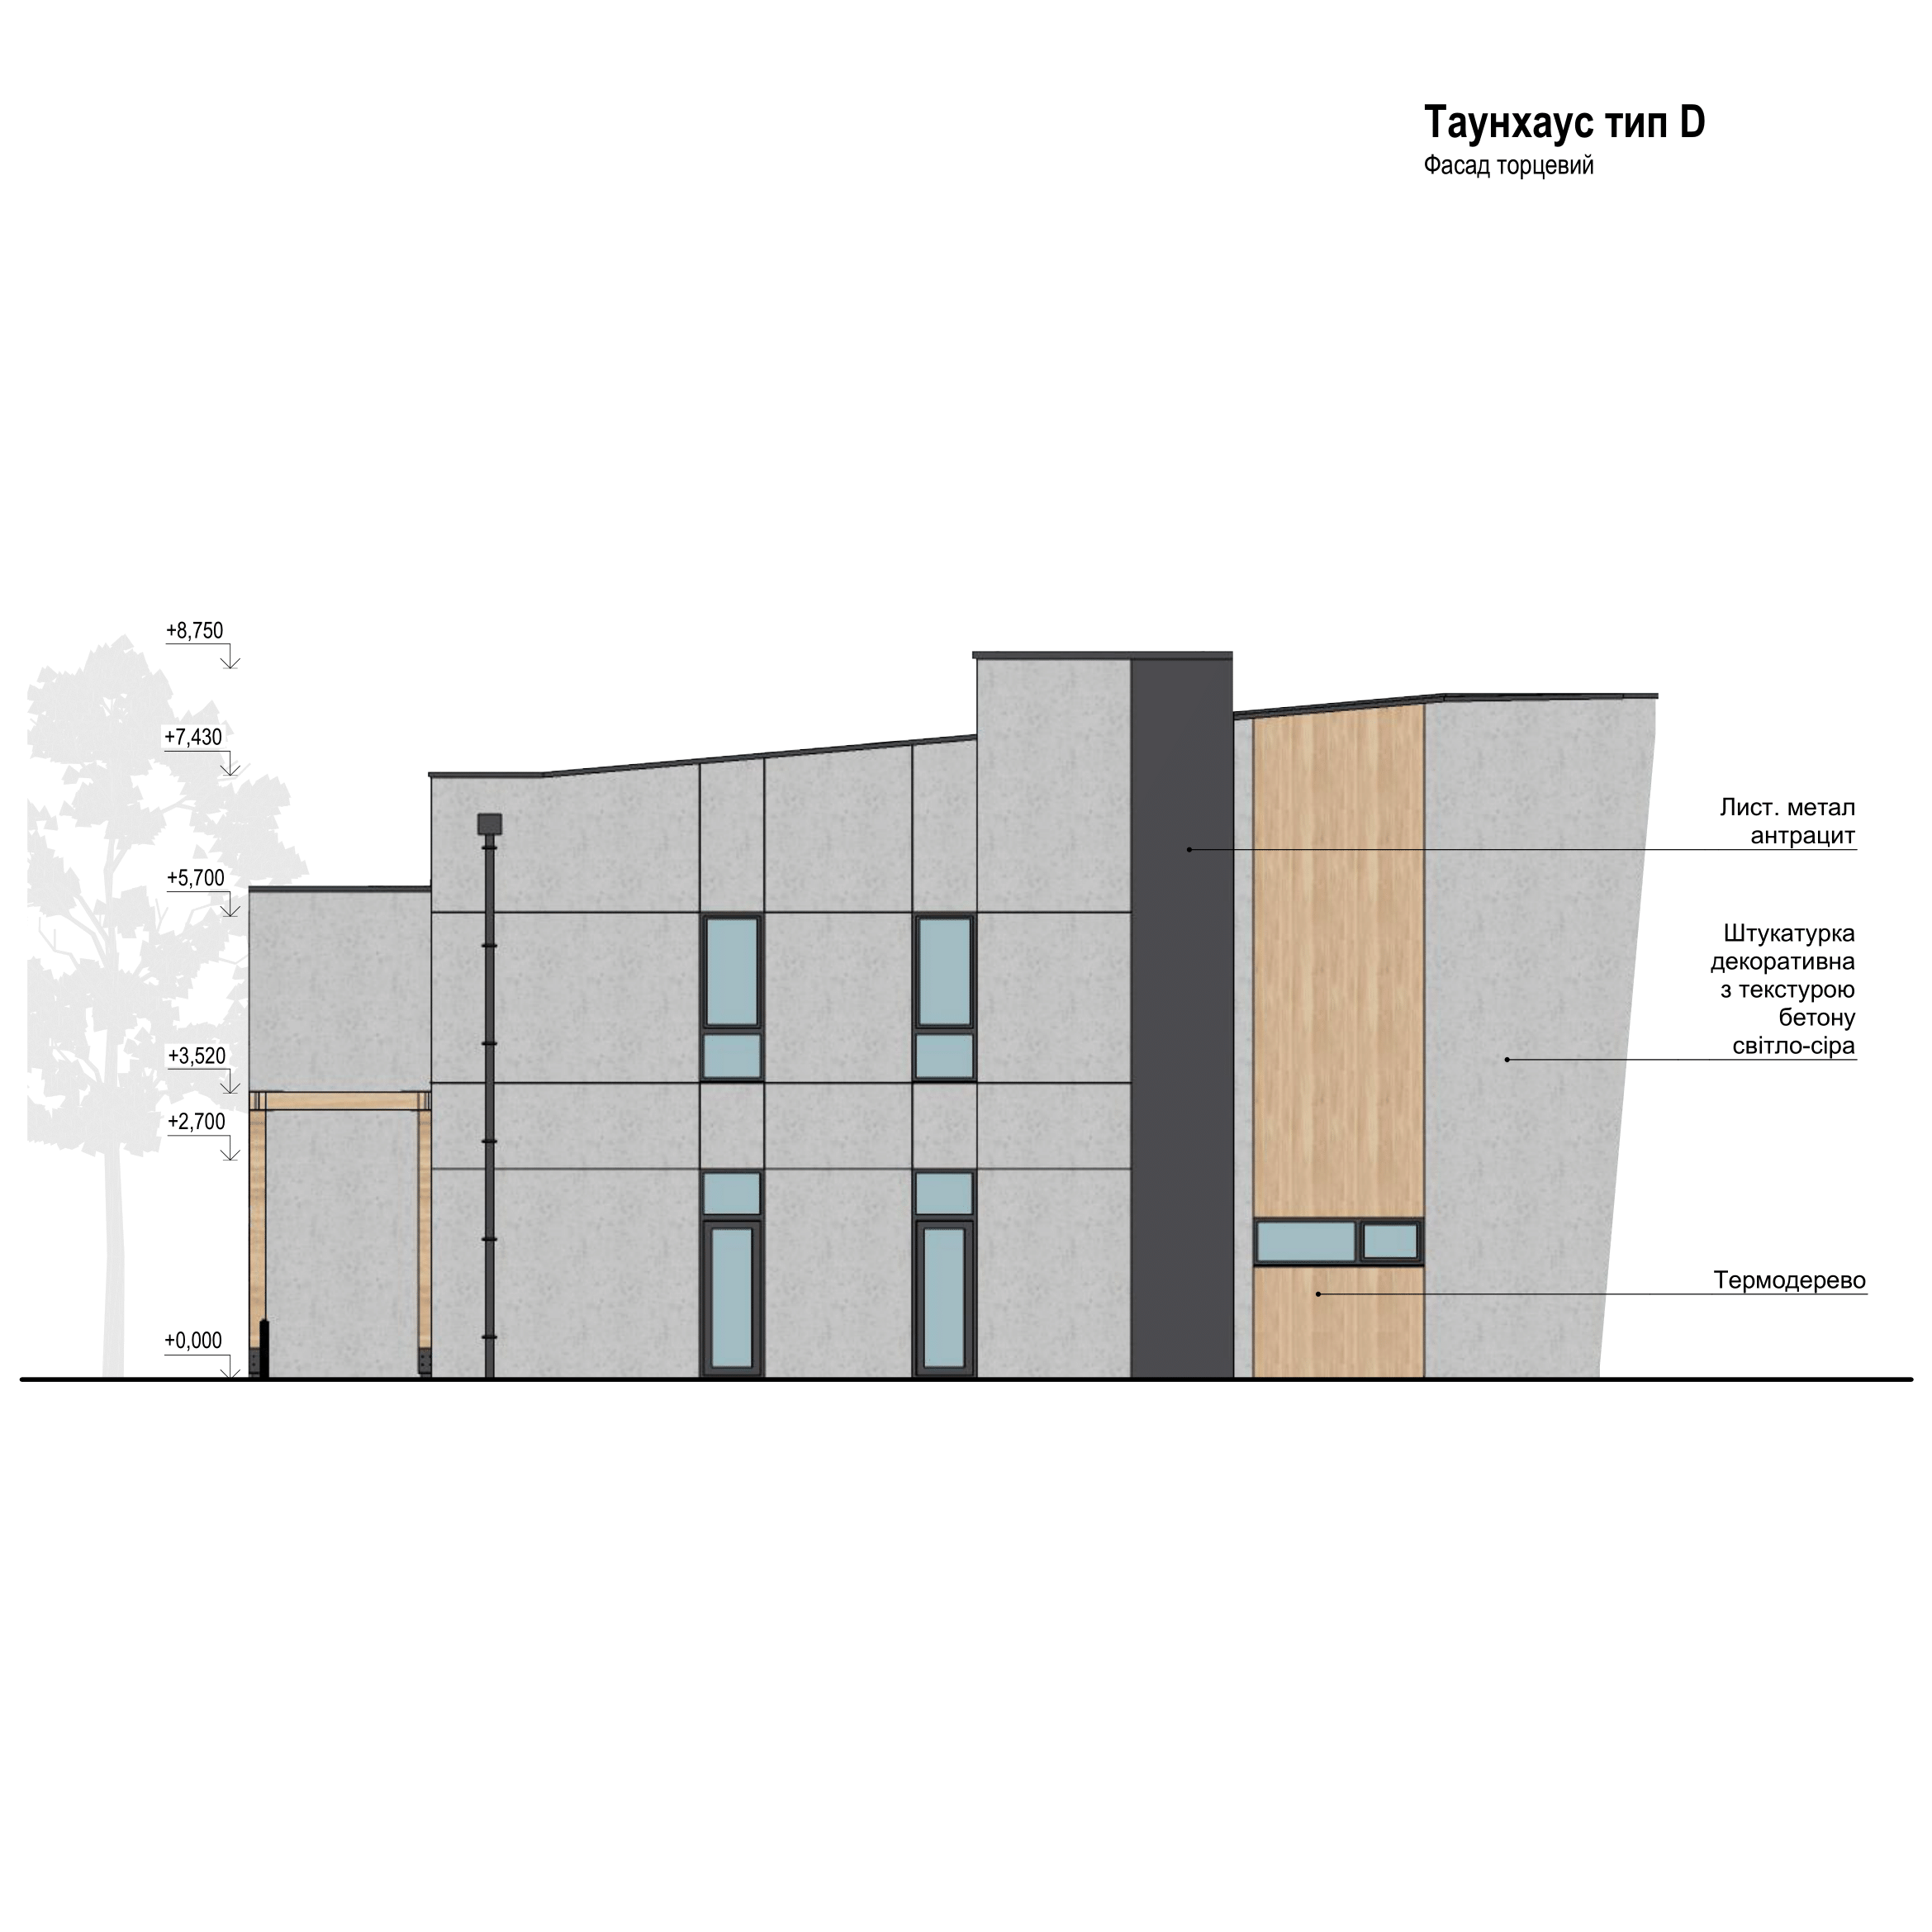 Таунхаус тип D
Фасад торцевий
+8,750
+7,430
+5,700
+3,520
+2,700
+0,000
Лист. метал
антрацит
Штукатурка
декоративна
з текстурою
бетону
світло-сіра
Термодерево